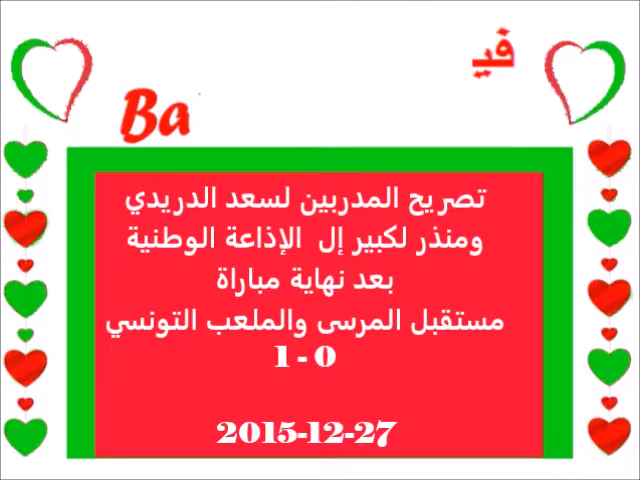 في
Ba
تصريح المدربين لسعد الدريدي
ومنذر لكبير إل الإذاعة الوطنية
بعد نهاية مباراة
مستقبل المرسى والملعب التونسي
1 - 0
2015-12-27